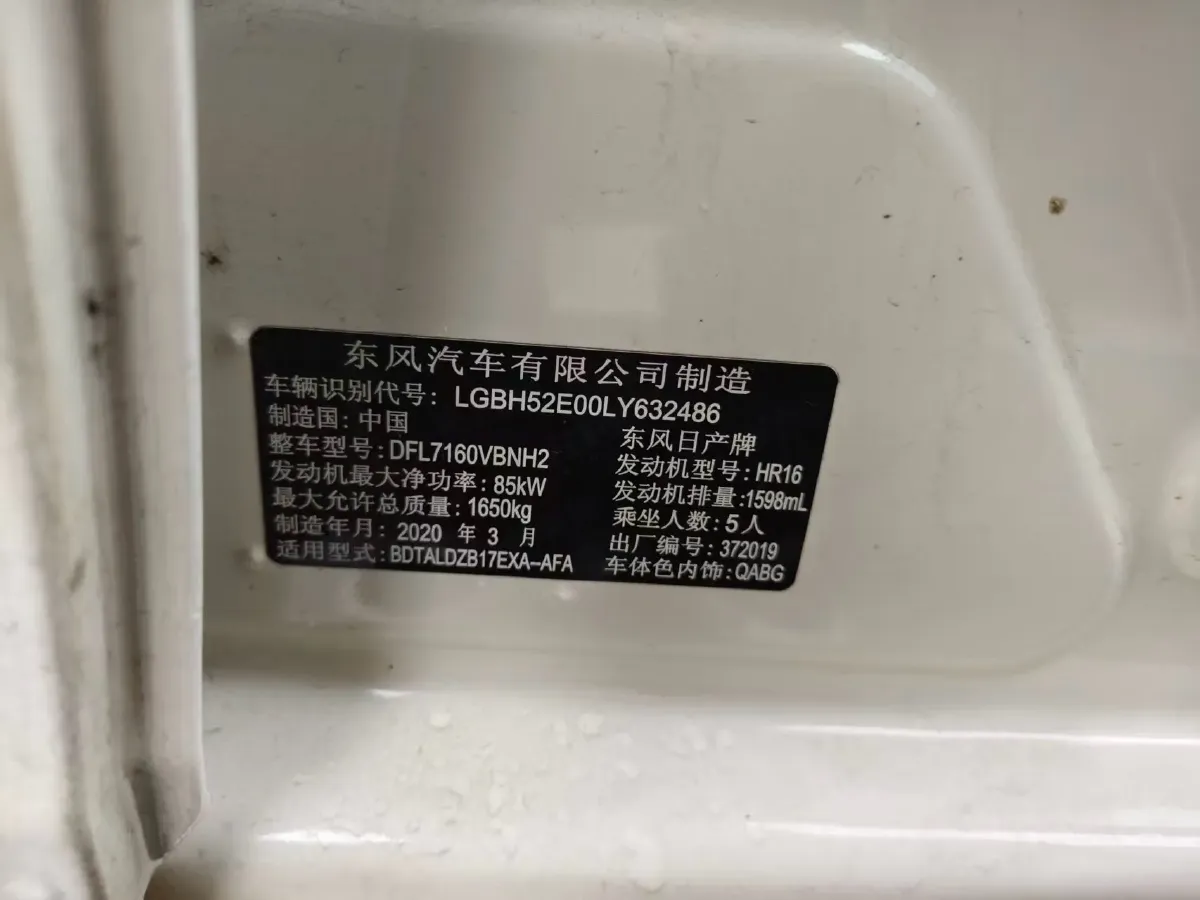 东风汽车有限公司制造
车辆识别代号: LGBH52E00LY632486
制造国: 中国 东风日产牌
整车型号: DFL7160VBNH2 发动机型号: HR16
发动机最大净功率: 85kW 发动机排量: 1598mL
最大允许总质量: 1650kg 乘坐人数: 5人
制造年月: 2020 年 3 月 出厂编号: 372019
适用型式: BDTALDZB17EXA-AFA 车体色内饰: QABG